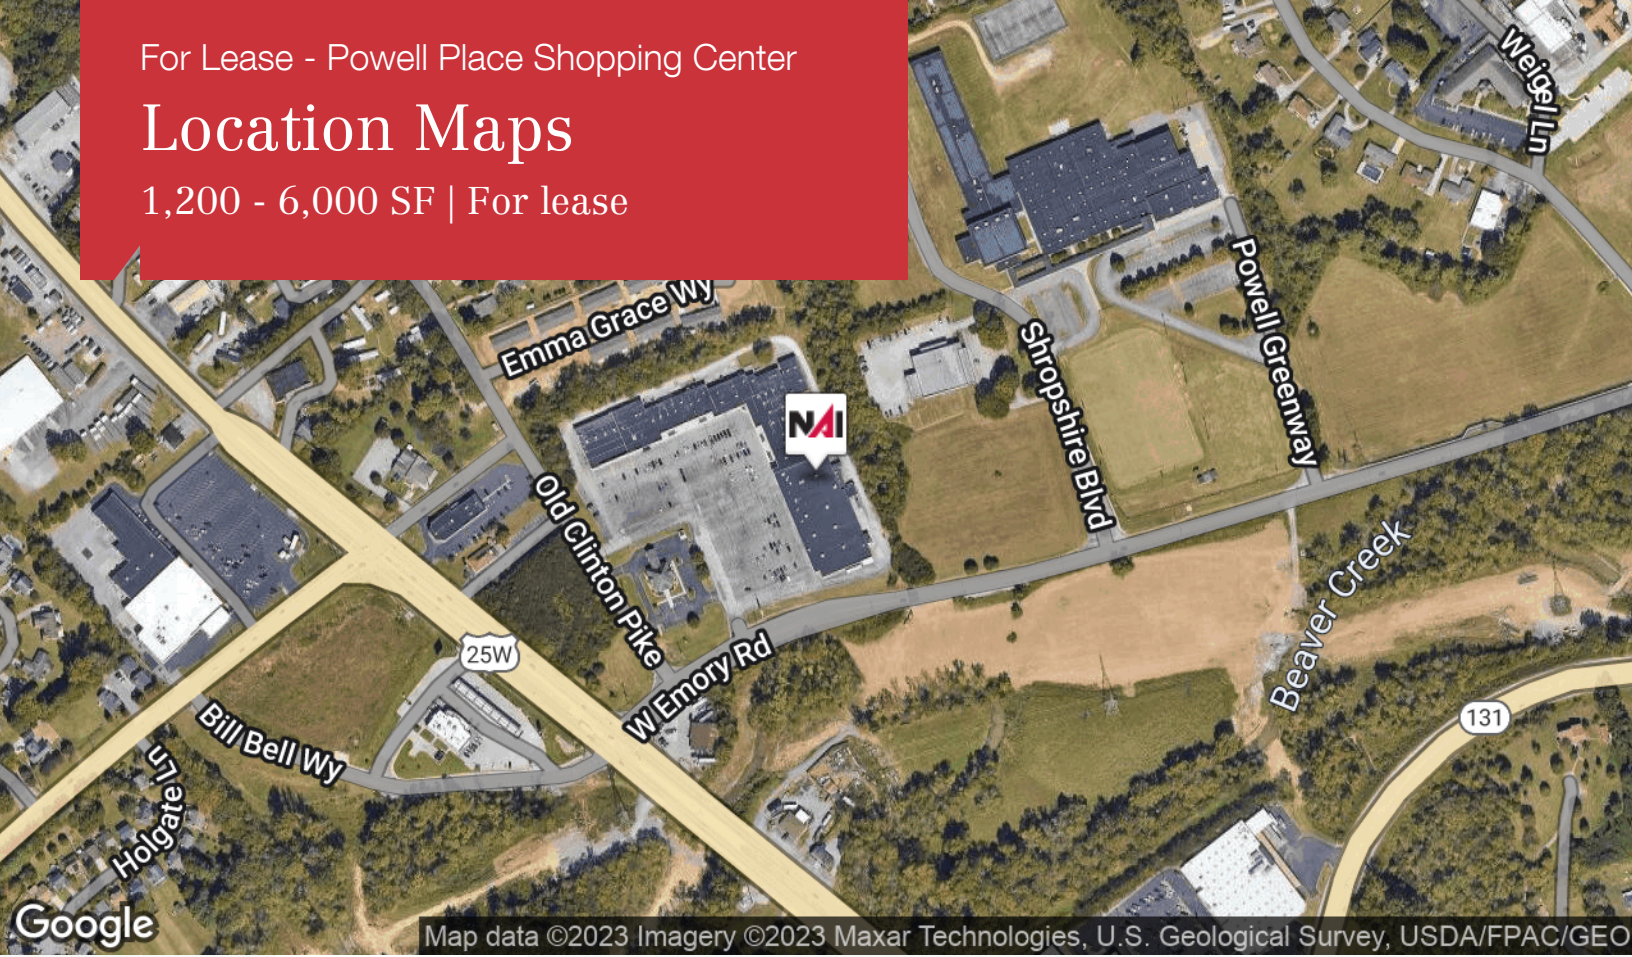 For Lease - Powell Place Shopping Center
Location Maps
1,200 - 6,000 SF | For lease
Weigel Ln
Powell Greenway
Emma Grace Wy
Shropshire Blvd
NAI
Old Clinton Pike
Beaver Creek
25W
W Emory Rd
131
Bill Bell Wy
Holgate Ln
Google
Map data ©2023 Imagery ©2023 Maxar Technologies, U.S. Geological Survey, USDA/FPAC/GEO